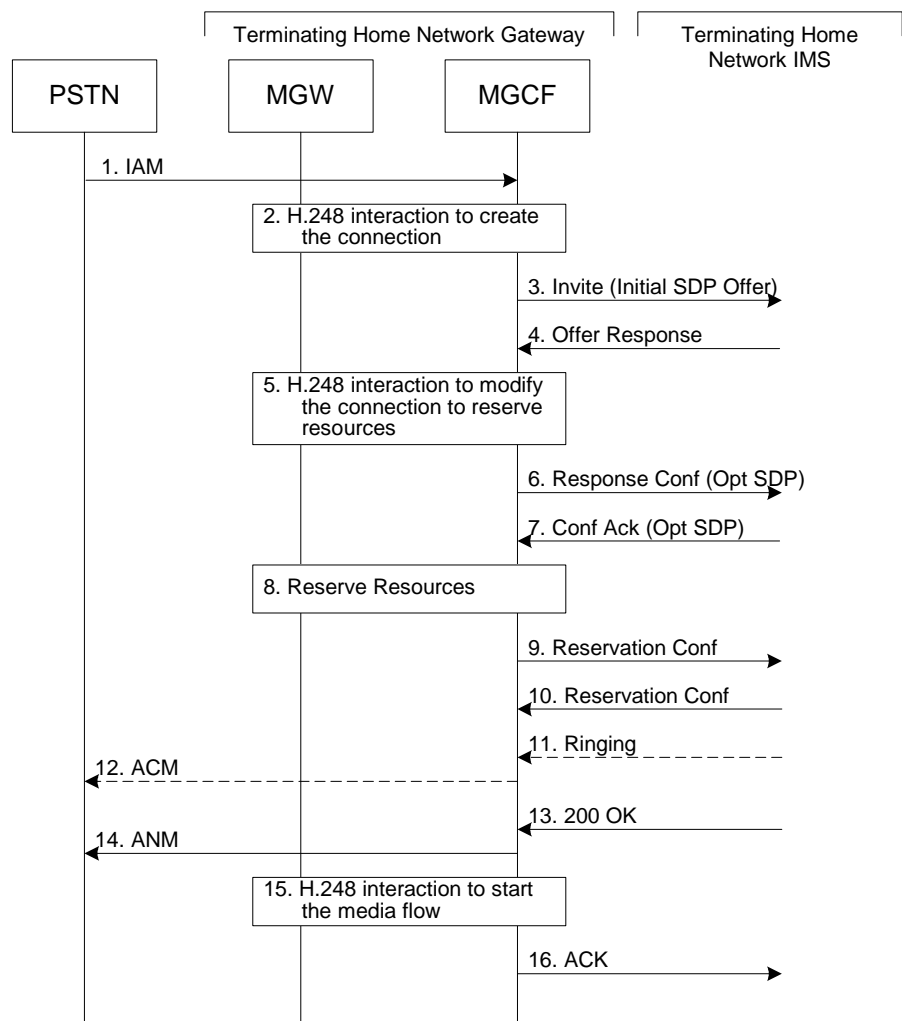 Terminating Home Network Gateway
Terminating Home
Network IMS
PSTN
MGW
MGCF
1. IAM
2. H.248 interaction to create
the connection
3. Invite (Initial SDP Offer)
4. Offer Response
5. H.248 interaction to modify
the connection to reserve
resources
6. Response Conf (Opt SDP)
7. Conf Ack (Opt SDP)
8. Reserve Resources
9. Reservation Conf
10. Reservation Conf
11. Ringing
12. ACM
13. 200 OK
14. ANM
15. H.248 interaction to start
the media flow
16. ACK